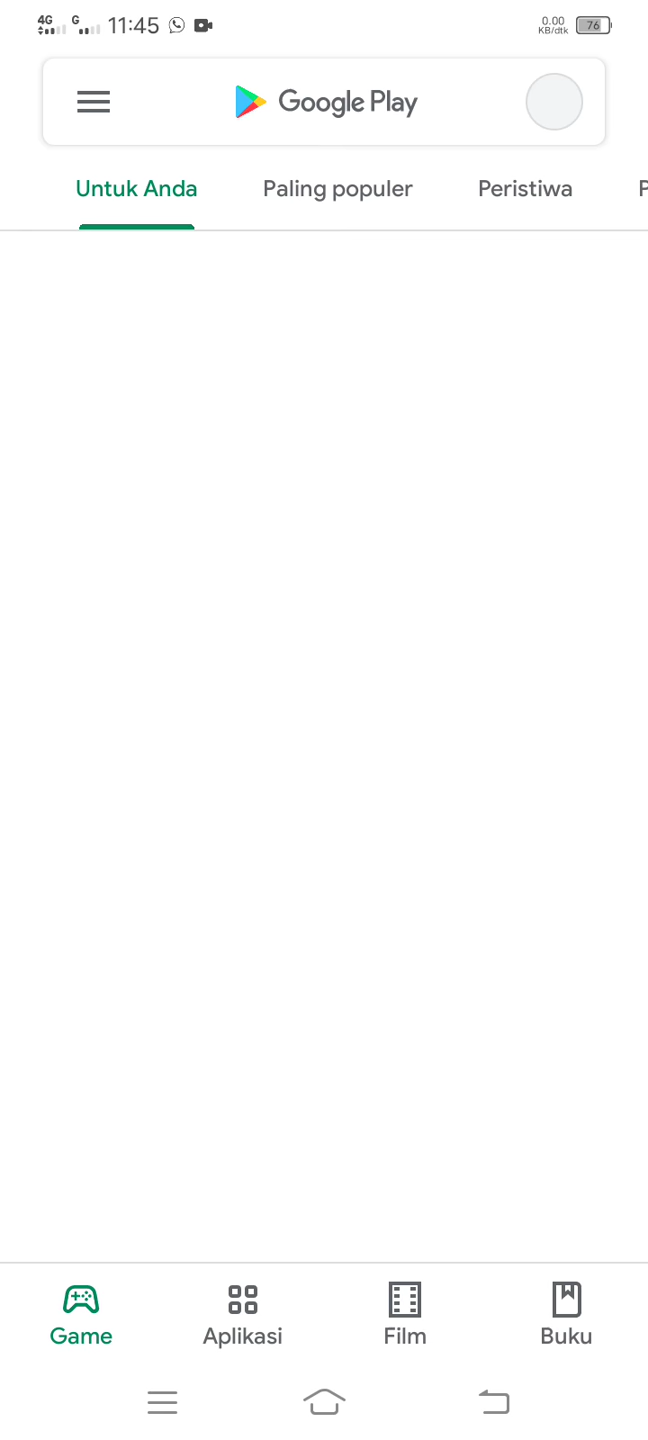 4G G 11:45 0.00 KB/dtk 76
Google Play
Untuk Anda Paling populer Peristiwa P
Game Aplikasi Film Buku